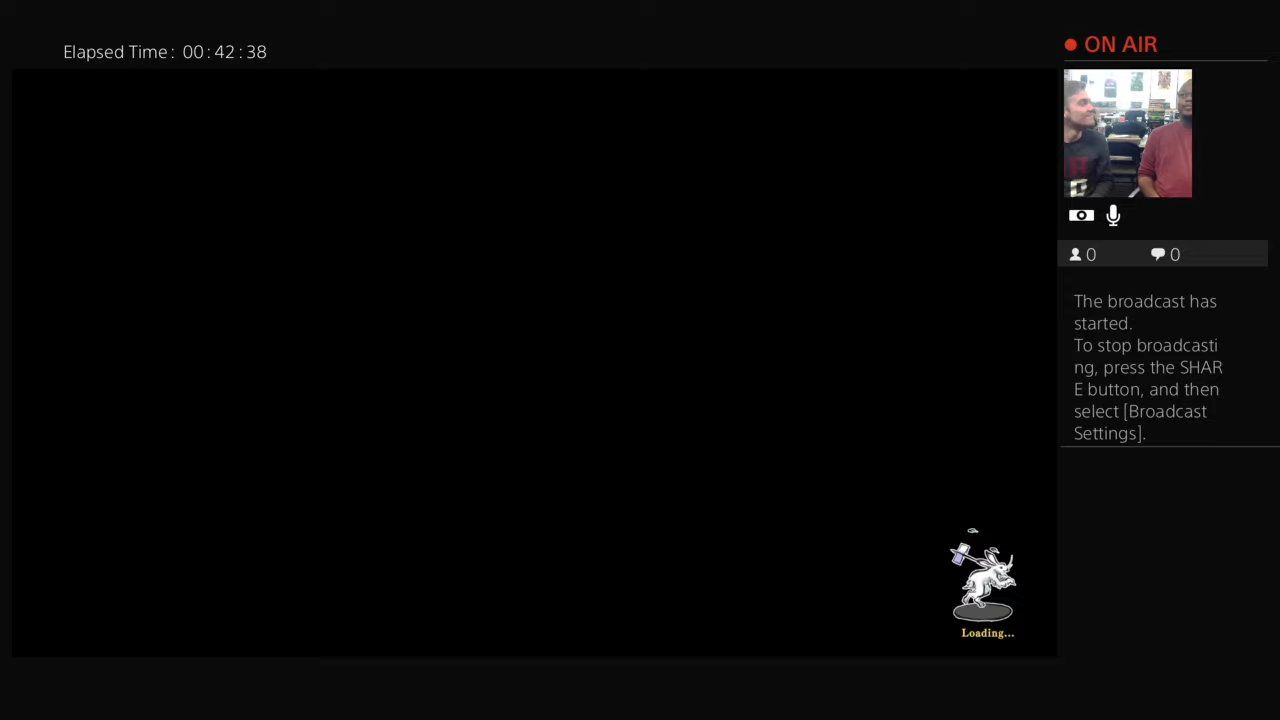 Elapsed Time: 00:42:38
ON AIR
0 0
The broadcast has
started.
To stop broadcasti
ng, press the SHAR
E button, and then
select [Broadcast
Settings].
Loading...